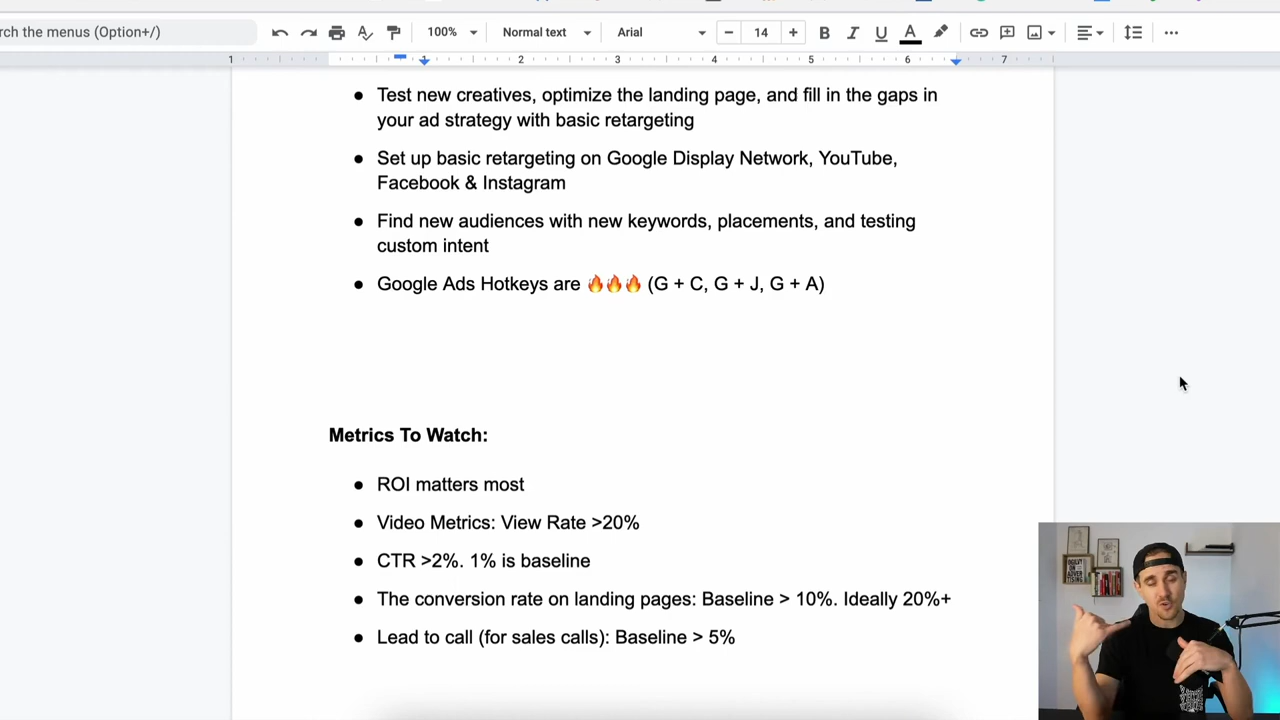 rch the menus (Option+/)
100%
Normal text
Arial
14
1 1 2 3 4 5 6 7
● Test new creatives, optimize the landing page, and fill in the gaps in
your ad strategy with basic retargeting
● Set up basic retargeting on Google Display Network, YouTube,
Facebook & Instagram
● Find new audiences with new keywords, placements, and testing
custom intent
● Google Ads Hotkeys are 🔥🔥🔥 (G + C, G + J, G + A)
Metrics To Watch:
● ROI matters most
● Video Metrics: View Rate >20%
● CTR >2%. 1% is baseline
● The conversion rate on landing pages: Baseline > 10%. Ideally 20%+
● Lead to call (for sales calls): Baseline > 5%
OGILVY
ON
ADVERTISING